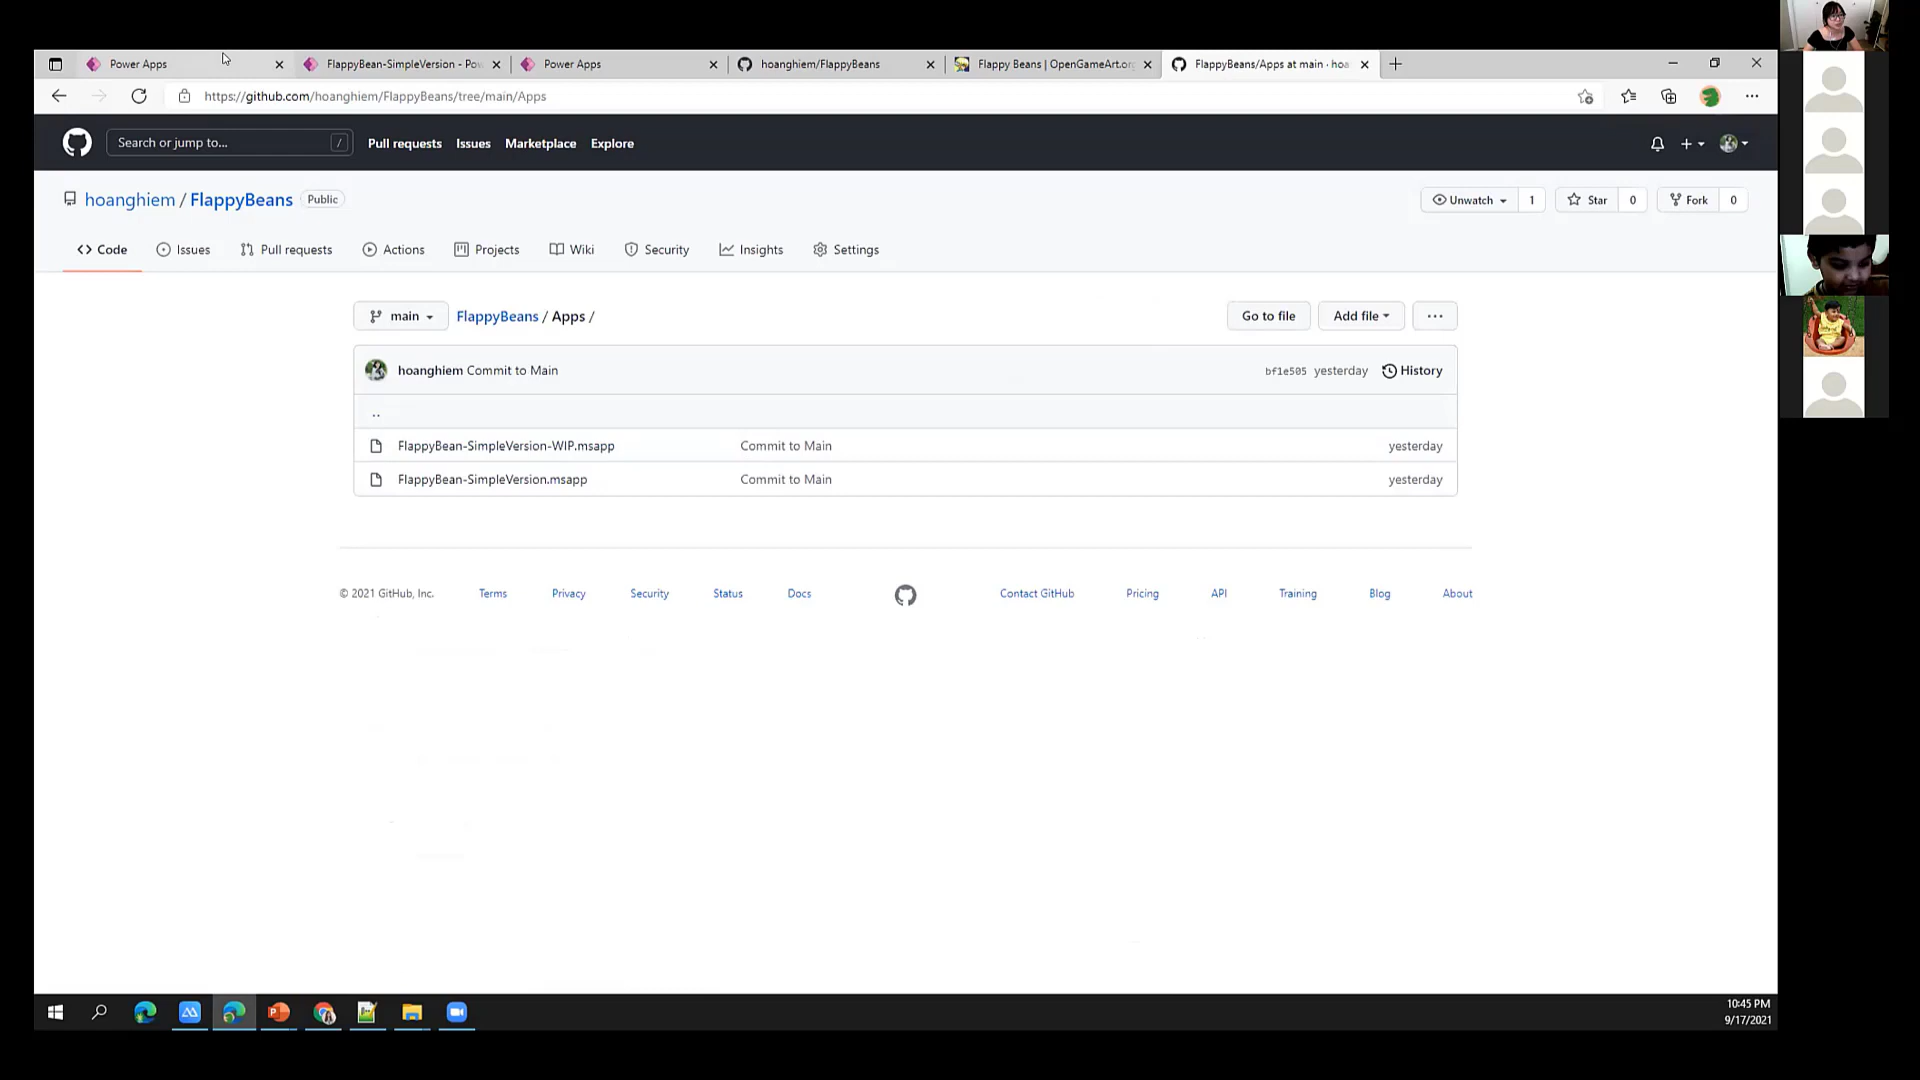 Power Apps
FlappyBean-SimpleVersion - Pow
Power Apps
hoanghiem/FlappyBeans
Flappy Beans | OpenGameArt.org
FlappyBeans/Apps at main · hoa
https://github.com/hoanghiem/FlappyBeans/tree/main/Apps
Search or jump to... /
Pull requests Issues Marketplace Explore
hoanghiem / FlappyBeans Public
Unwatch 1 Star 0 Fork 0
Code Issues Pull requests Actions Projects Wiki Security Insights Settings
main FlappyBeans / Apps / Go to file Add file ...
hoanghiem Commit to Main bf1e505 yesterday History
..
FlappyBean-SimpleVersion-WIP.msapp Commit to Main yesterday
FlappyBean-SimpleVersion.msapp Commit to Main yesterday
© 2021 GitHub, Inc. Terms Privacy Security Status Docs Contact GitHub Pricing API Training Blog About
10:45 PM
9/17/2021